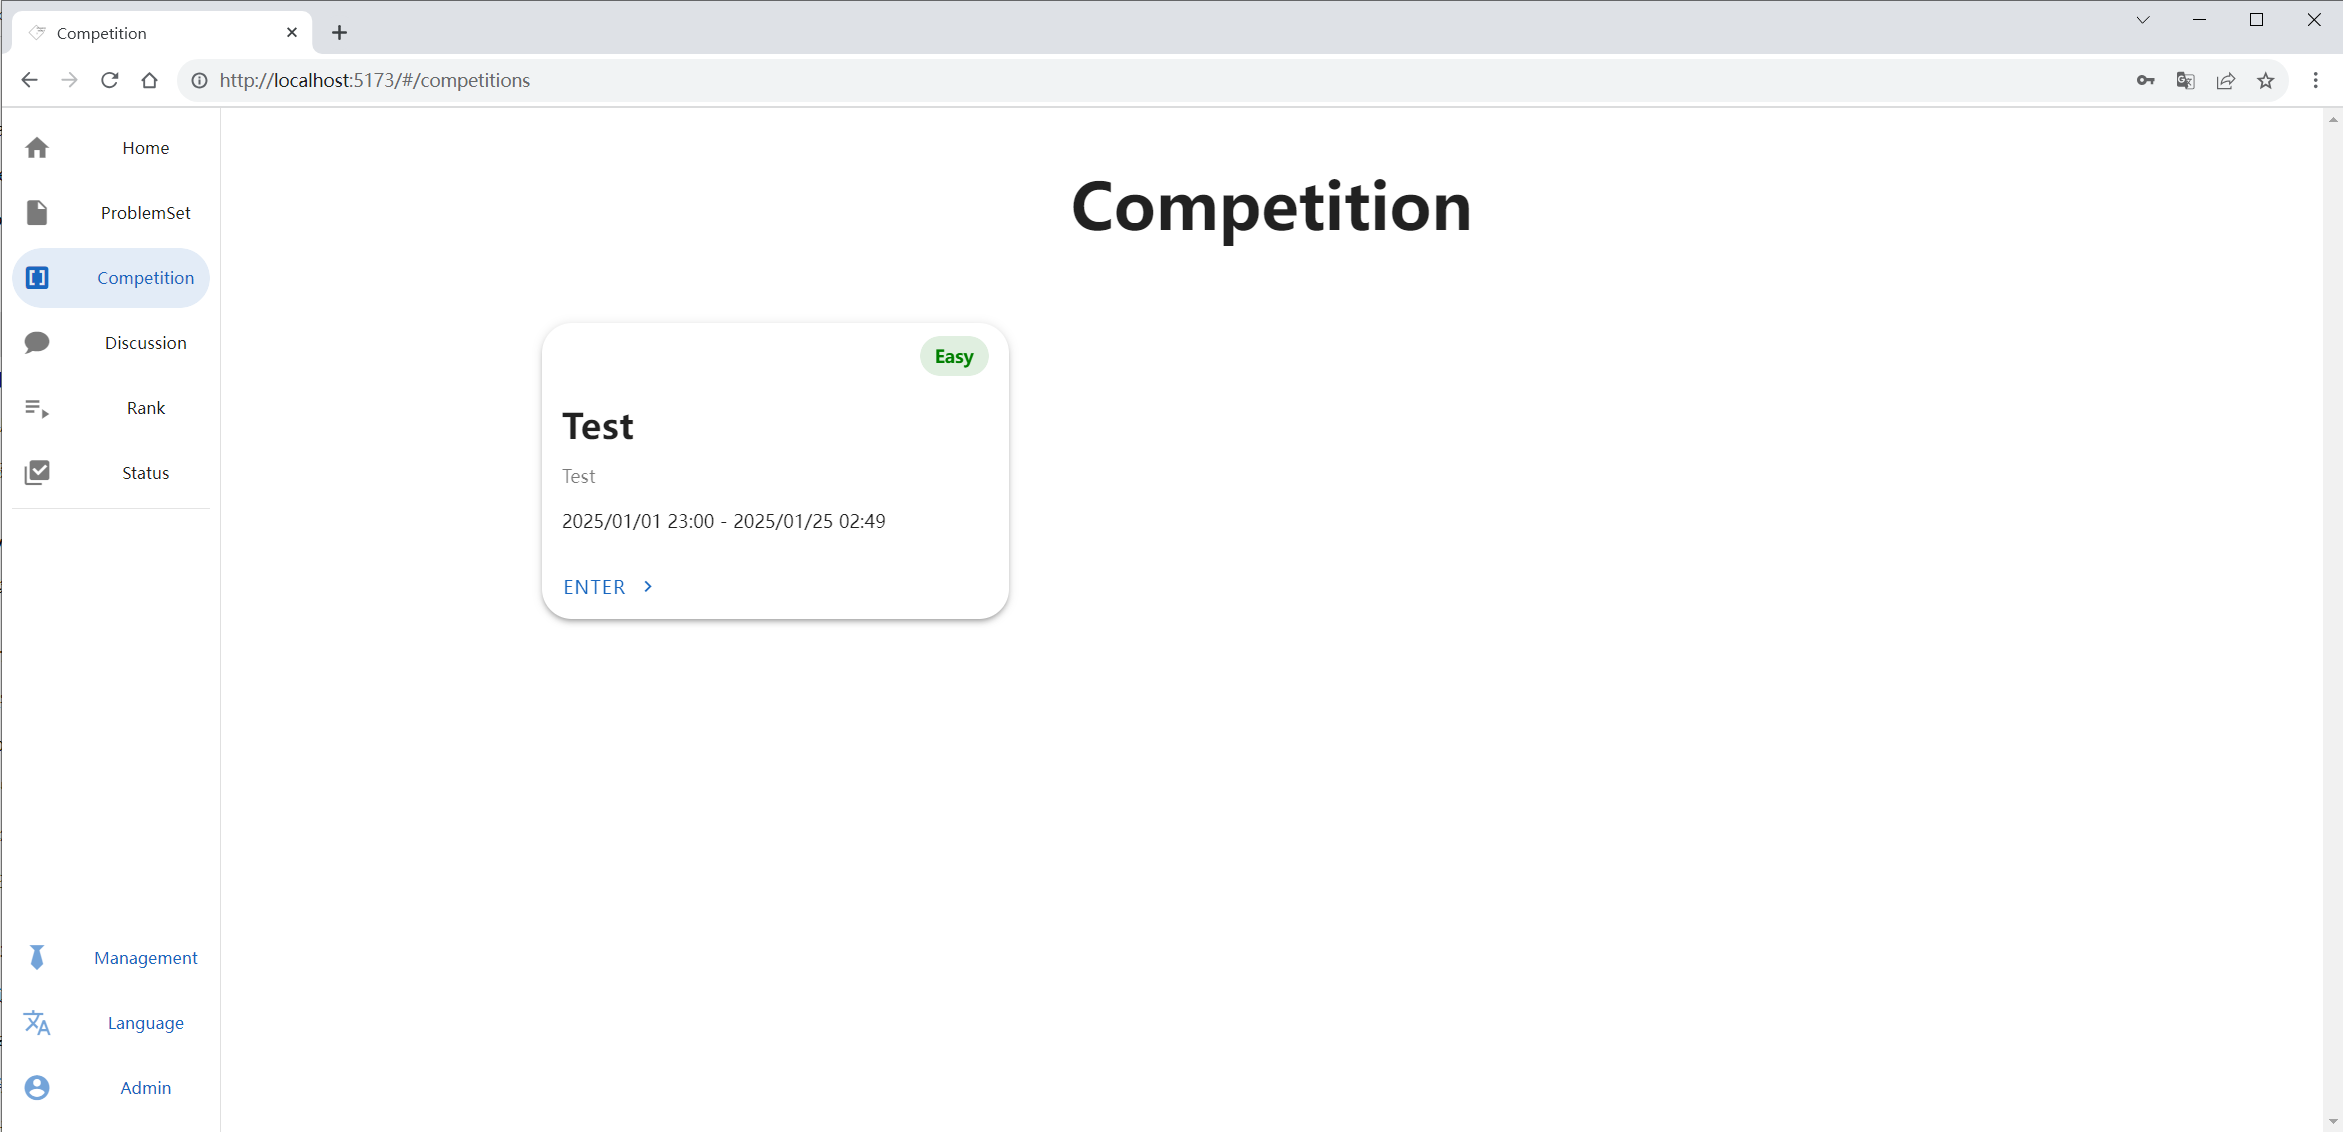 Competition
http://localhost:5173/#/competitions
Home
ProblemSet
Competition
Discussion
Rank
Status
Management
Language
Admin
Competition
Easy
Test
Test
2025/01/01 23:00 - 2025/01/25 02:49
ENTER